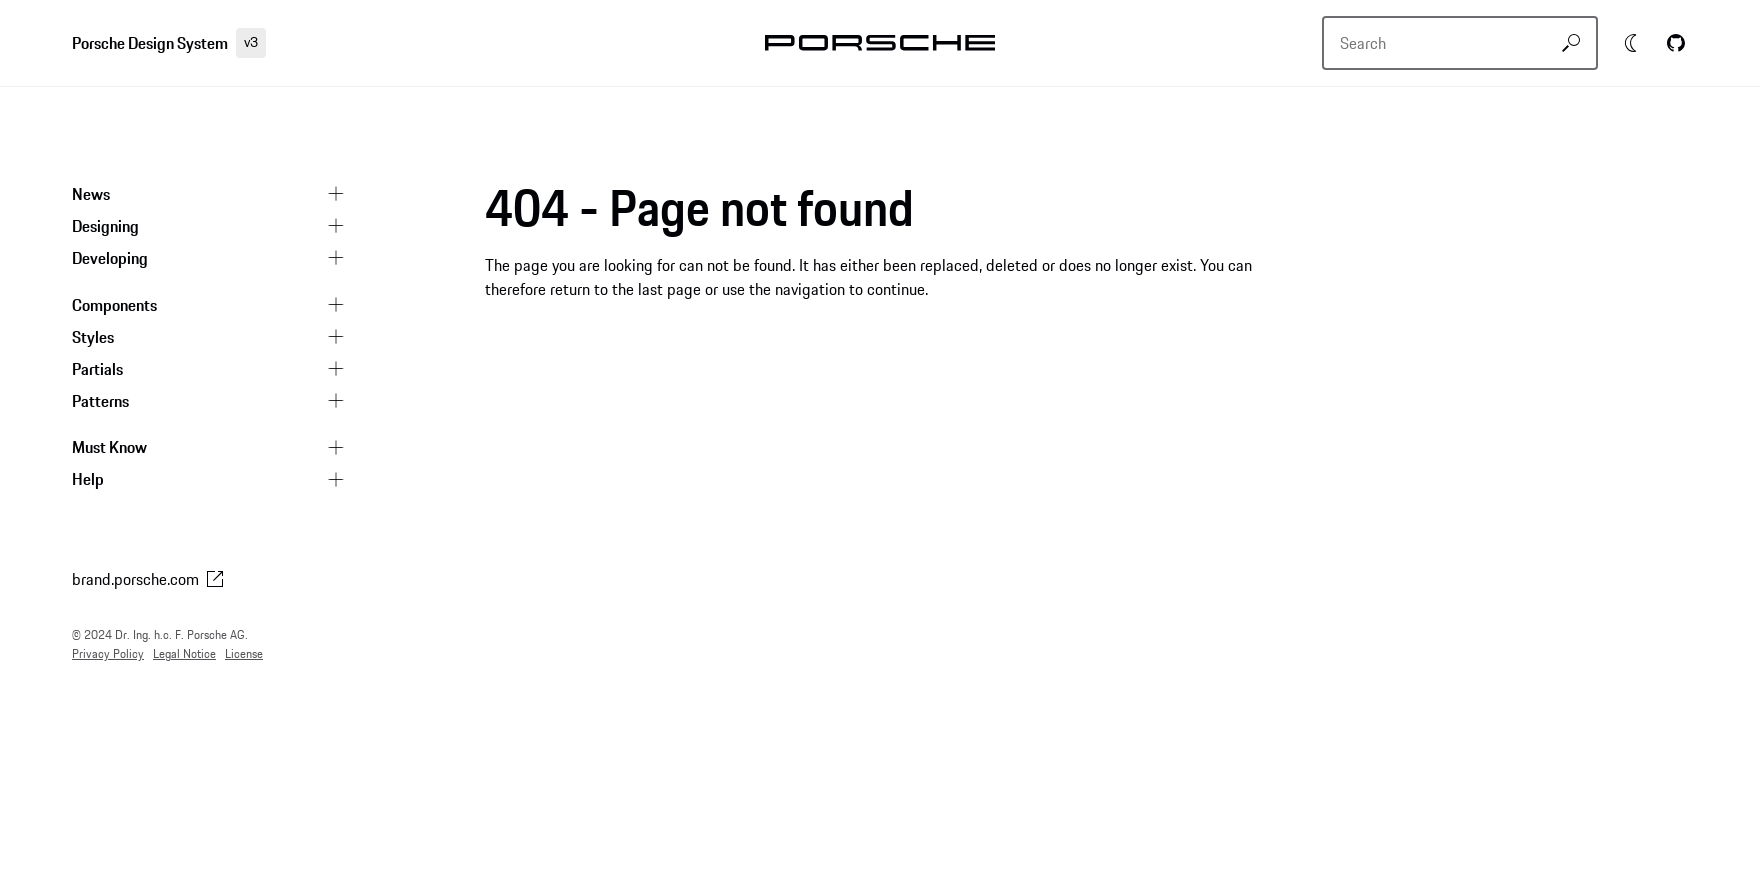 Porsche Design System v3
PORSCHE
Search
News
Designing
Developing
Components
Styles
Partials
Patterns
Must Know
Help
brand.porsche.com
© 2024 Dr. Ing. h.c. F. Porsche AG.
Privacy Policy Legal Notice License
404 - Page not found
The page you are looking for can not be found. It has either been replaced, deleted or does no longer exist. You can
therefore return to the last page or use the navigation to continue.